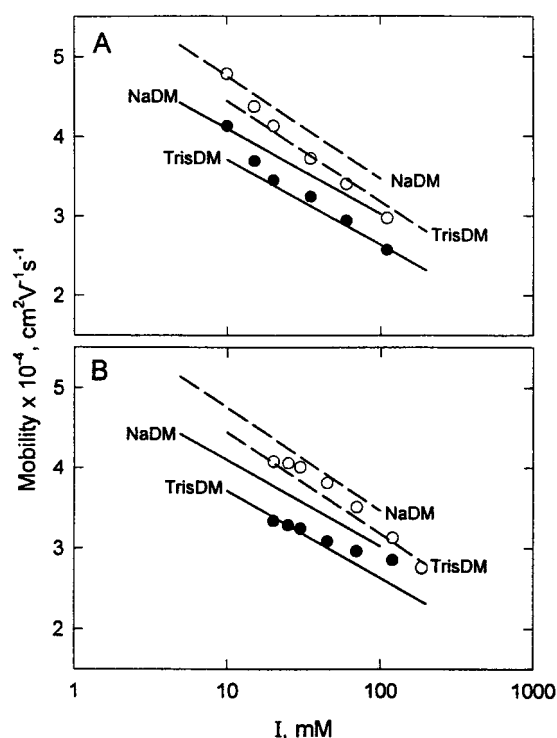 A
5
4
3
2
NaDM
TrisDM
NaDM
TrisDM
B
5
4
3
2
NaDM
TrisDM
NaDM
TrisDM
Mobility x 10⁻⁴, cm²V⁻¹s⁻¹
1 10 100 1000
I, mM